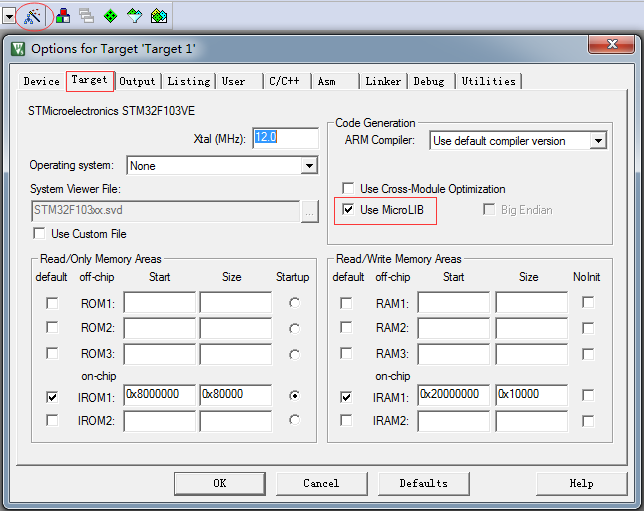 Options for Target 'Target 1'
Device Target Output Listing User C/C++ Asm Linker Debug Utilities
STMicroelectronics STM32F103VE
Xtal (MHz): 12.0
Operating system: None
System Viewer File:
STM32F103xx.svd ...
Use Custom File
Code Generation
ARM Compiler: Use default compiler version
Use Cross-Module Optimization
Use MicroLIB Big Endian
Read/Only Memory Areas
default off-chip Start Size Startup
ROM1:
ROM2:
ROM3:
on-chip
IROM1: 0x8000000 0x80000
IROM2:
Read/Write Memory Areas
default off-chip Start Size NoInit
RAM1:
RAM2:
RAM3:
on-chip
IRAM1: 0x20000000 0x10000
IRAM2:
OK Cancel Defaults Help